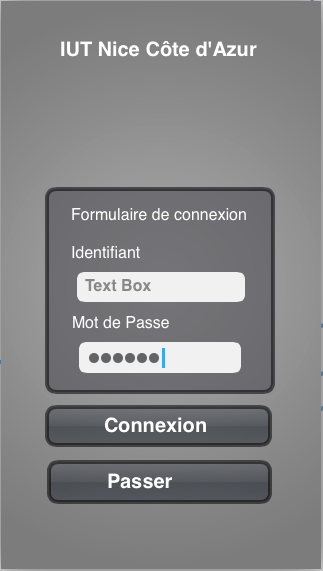 IUT Nice Côte d'Azur
Formulaire de connexion
Identifiant
Text Box
Mot de Passe
●●●●●●
Connexion
Passer